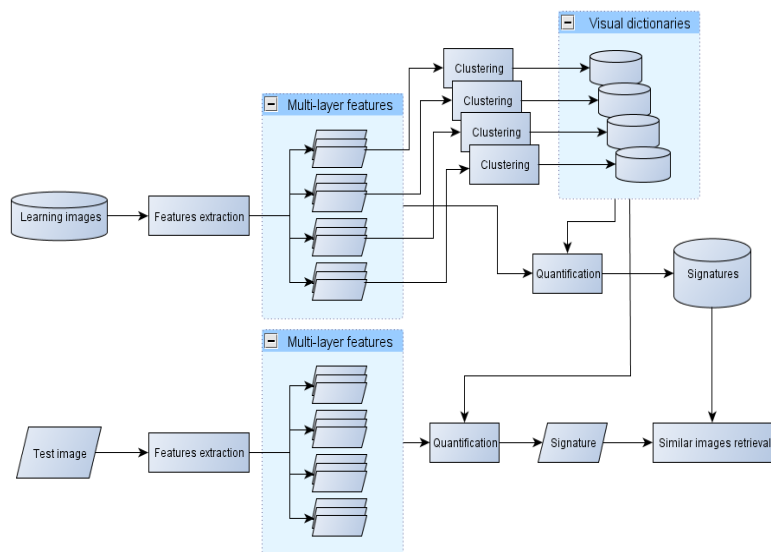 Visual dictionaries
Clustering
Multi-layer features
Clustering
Clustering
Clustering
Learning images
Features extraction
Quantification
Signatures
Multi-layer features
Test image
Features extraction
Quantification
Signature
Similar images retrieval